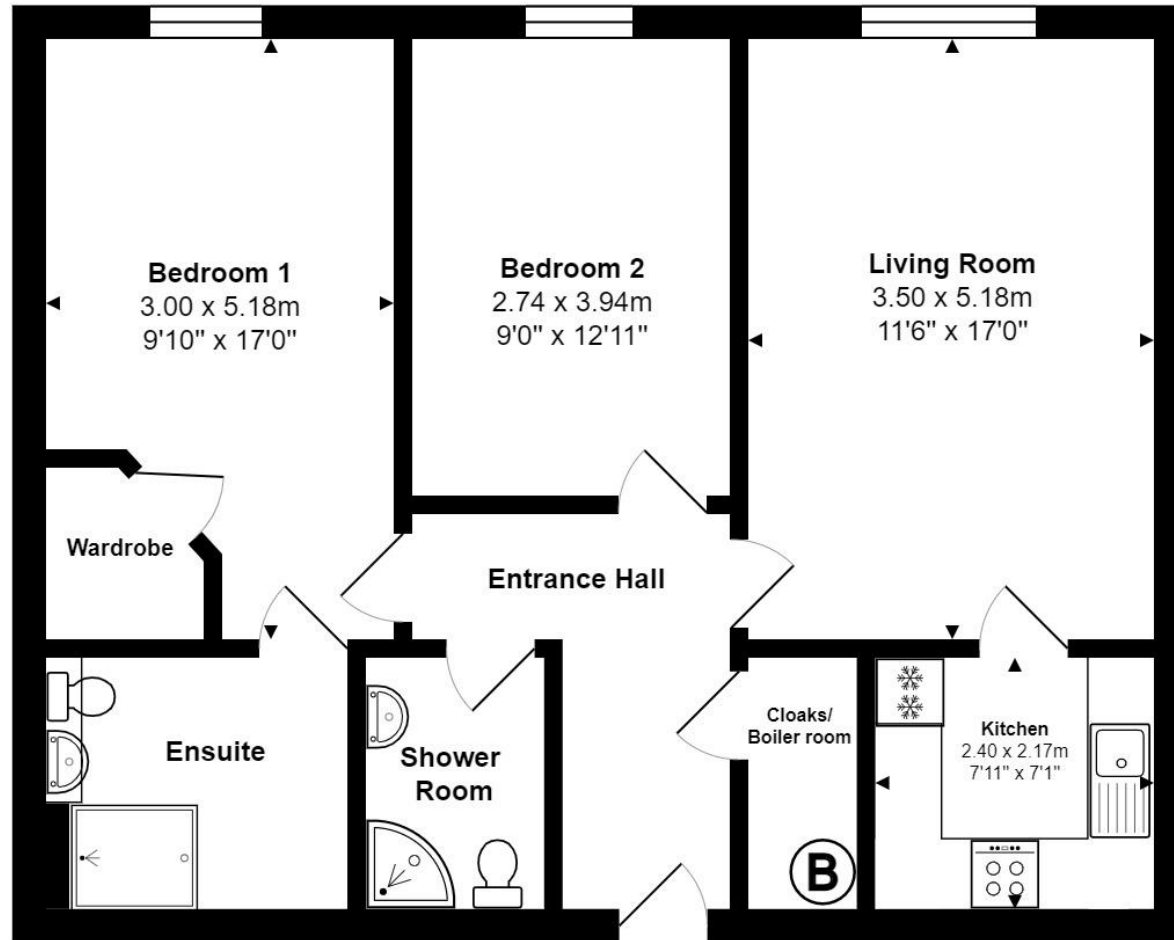 Bedroom 1
3.00 x 5.18m
9'10" x 17'0"
Bedroom 2
2.74 x 3.94m
9'0" x 12'11"
Living Room
3.50 x 5.18m
11'6" x 17'0"
Wardrobe
Entrance Hall
Ensuite
Shower
Room
Cloaks/
Boiler room
B
Kitchen
2.40 x 2.17m
7'11" x 7'1"